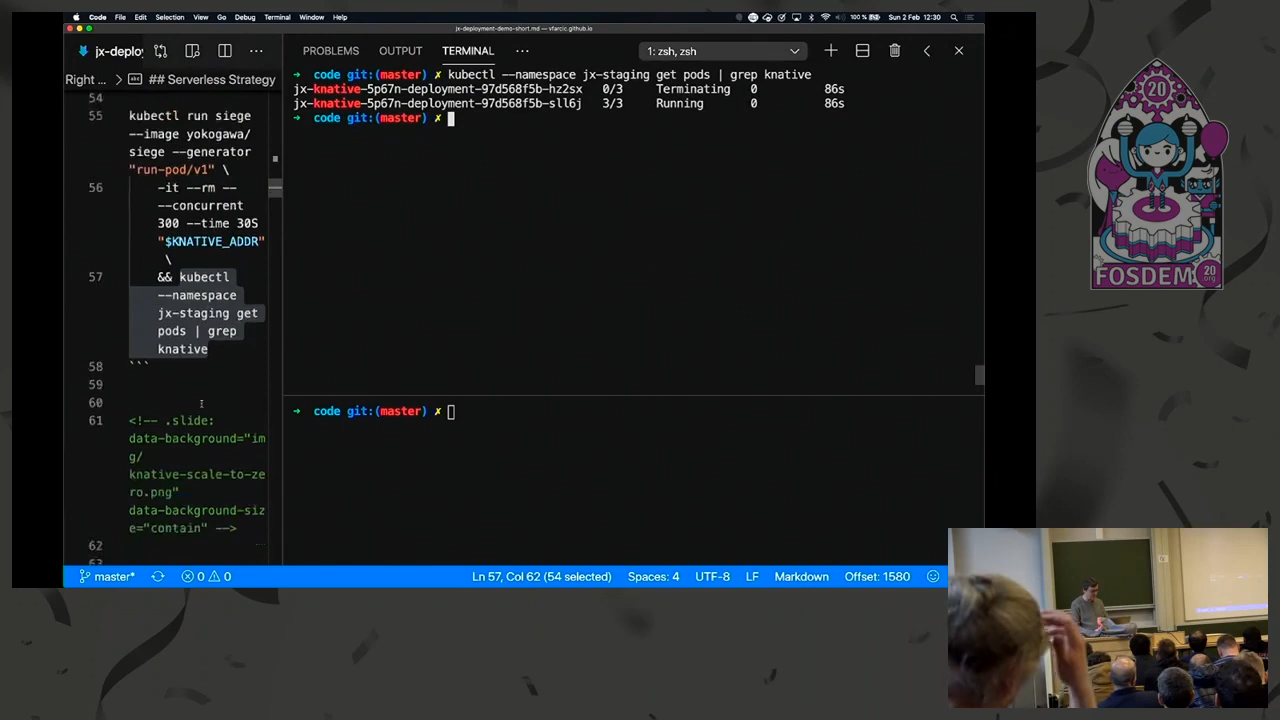 Code File Edit Selection View Go Debug Terminal Window Help
100 % Sun 2 Feb 12:30
jx-deployment-demo-short.md — vfarcic.github.io
jx-deploy
PROBLEMS OUTPUT TERMINAL ··· 1: zsh, zsh
Right ... > ## Serverless Strategy
54
55 kubectl run siege
--image yokogawa/
siege --generator
"run-pod/v1" \
56 -it --rm --
--concurrent
300 --time 30S
"$KNATIVE_ADDR"
\
57 && kubectl
--namespace
jx-staging get
pods | grep
knative
58 ```
59
60
61 <!-- .slide:
data-background="im
g/
knative-scale-to-ze
ro.png"
data-background-siz
e="contain" -->
62
63
→ code git:(master) ✗ kubectl --namespace jx-staging get pods | grep knative
jx-knative-5p67n-deployment-97d568f5b-hz2sx 0/3 Terminating 0 86s
jx-knative-5p67n-deployment-97d568f5b-sll6j 3/3 Running 0 86s
→ code git:(master) ✗
→ code git:(master) ✗
master* 0 0 Ln 57, Col 62 (54 selected) Spaces: 4 UTF-8 LF Markdown Offset: 1580
20
FOSDEM 20
.org